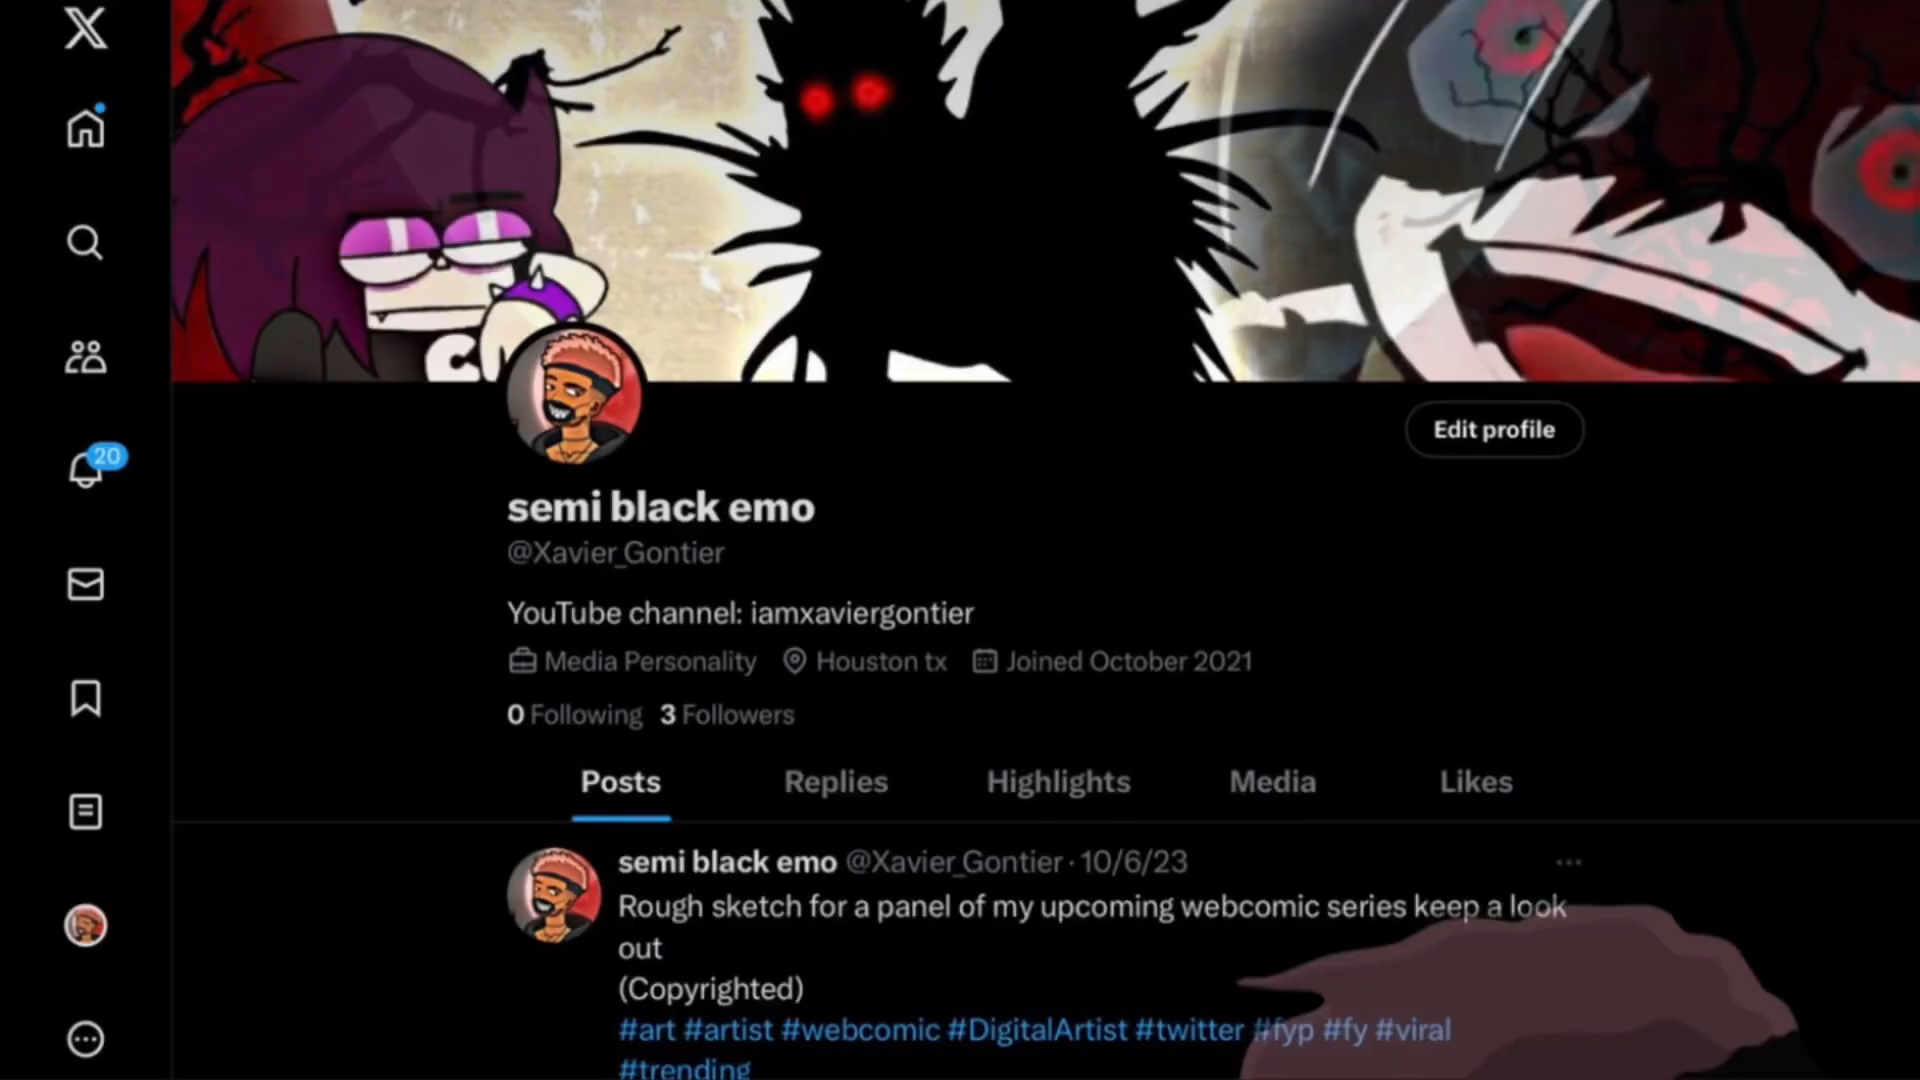 20
Edit profile
semi black emo
@Xavier_Gontier
YouTube channel: iamxaviergontier
Media Personality Houston tx Joined October 2021
0 Following 3 Followers
Posts Replies Highlights Media Likes
semi black emo @Xavier_Gontier · 10/6/23
Rough sketch for a panel of my upcoming webcomic series keep a look
out
(Copyrighted)
#art #artist #webcomic #DigitalArtist #twitter #fyp #fy #viral
#trending